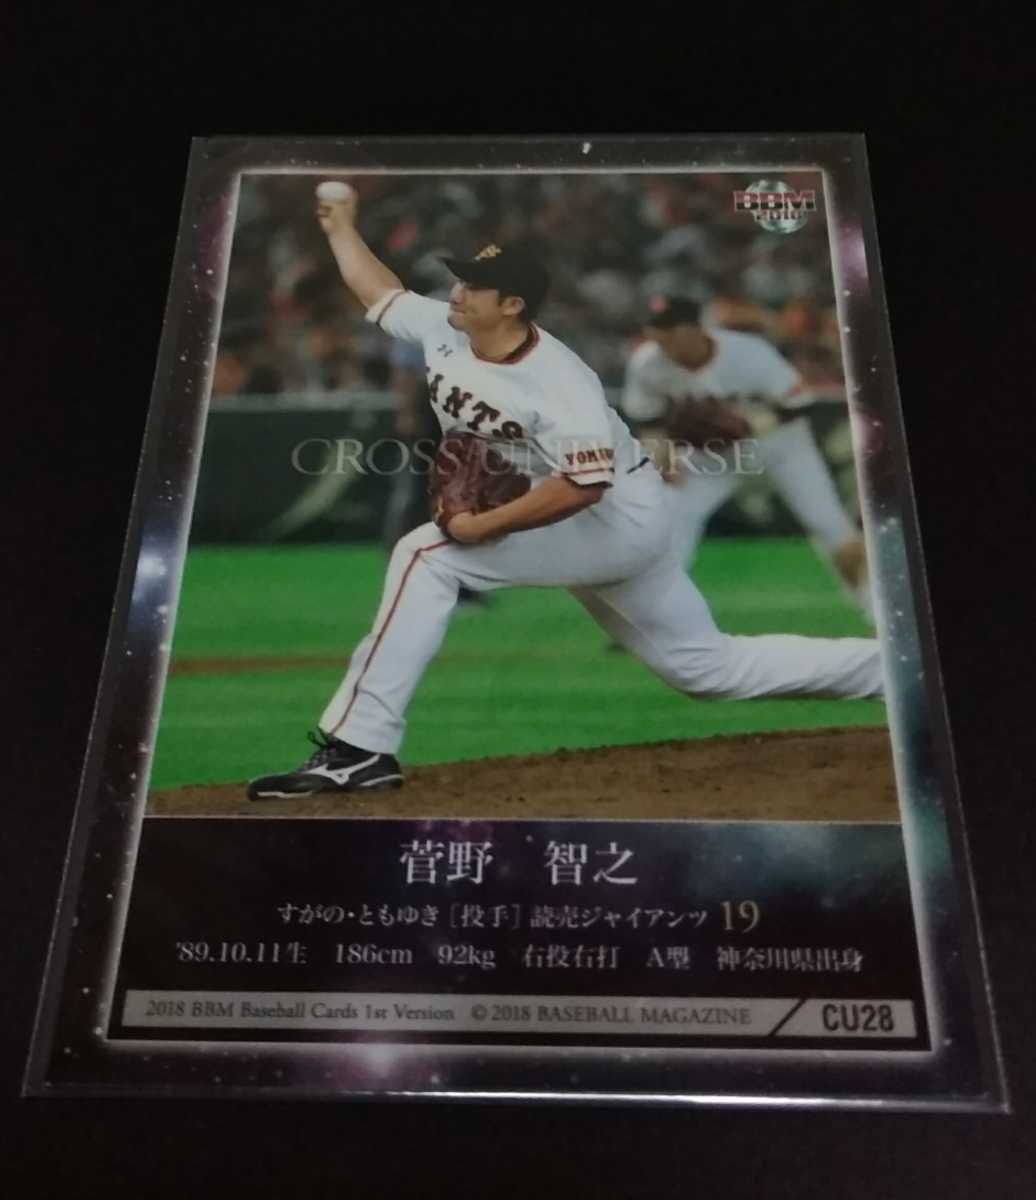 BBM
2018
GIANTS
YOMIU
CROSS UNIVERSE
菅野 智之
すがの・ともゆき [投手] 読売ジャイアンツ 19
'89.10.11生 186cm 92kg 右投右打 A型 神奈川県出身
2018 BBM Baseball Cards 1st Version © 2018 BASEBALL MAGAZINE CU28